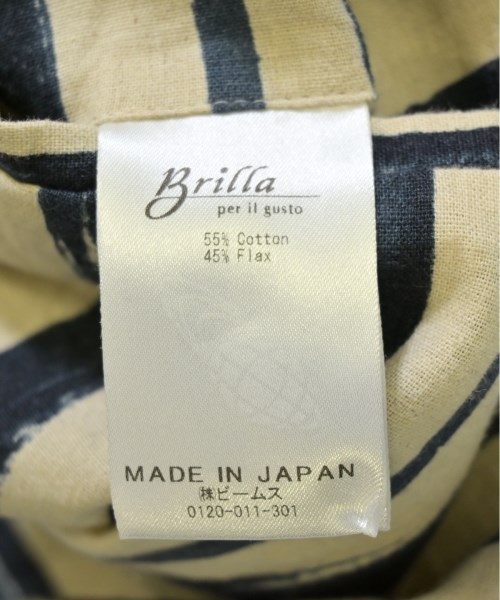 Brilla
per il gusto
55% Cotton
45% Flax
MADE IN JAPAN
㈱ビームス
0120-011-301